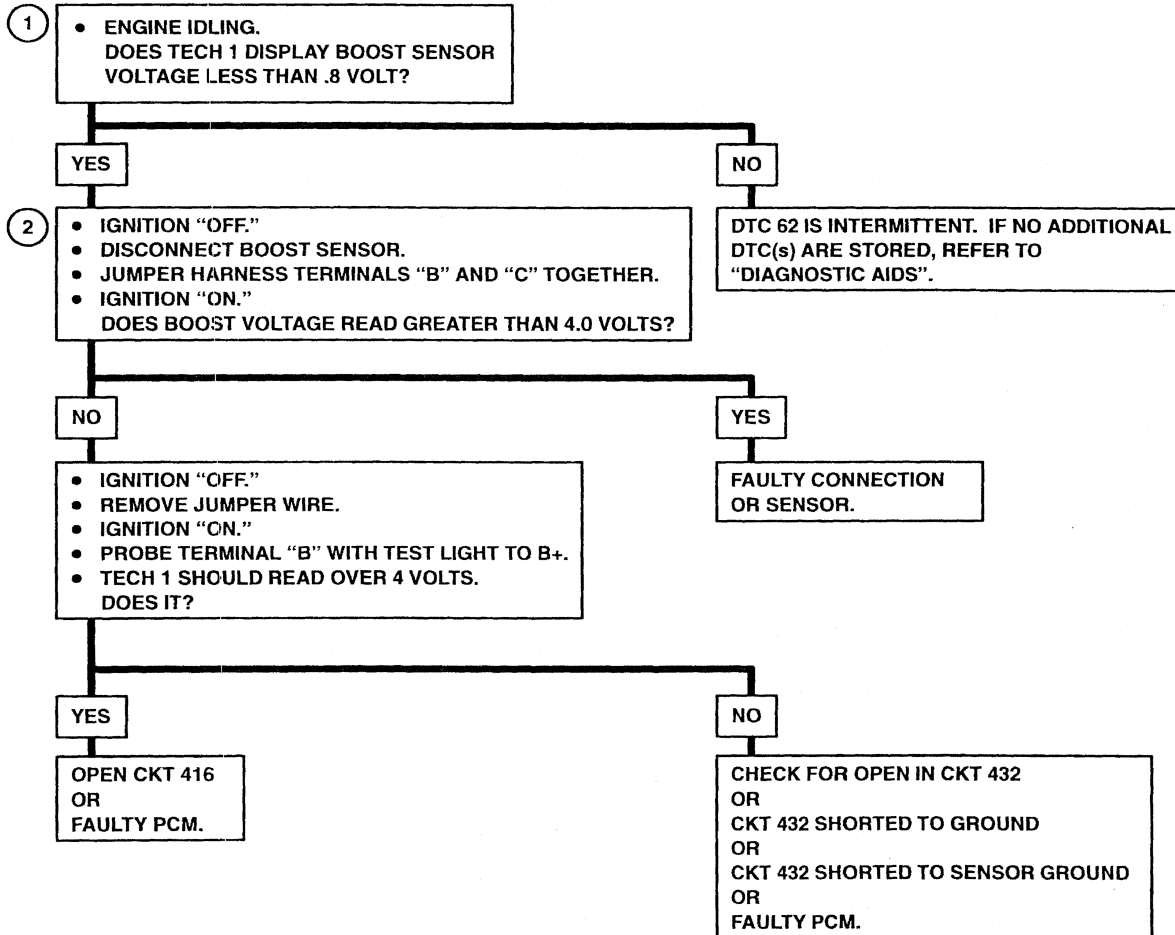 1
• ENGINE IDLING.
DOES TECH 1 DISPLAY BOOST SENSOR
VOLTAGE LESS THAN .8 VOLT?
YES
NO
2
• IGNITION “OFF.”
• DISCONNECT BOOST SENSOR.
• JUMPER HARNESS TERMINALS “B” AND “C” TOGETHER.
• IGNITION “ON.”
DOES BOOST VOLTAGE READ GREATER THAN 4.0 VOLTS?
DTC 62 IS INTERMITTENT. IF NO ADDITIONAL
DTC(s) ARE STORED, REFER TO
“DIAGNOSTIC AIDS”.
NO
YES
• IGNITION “OFF.”
• REMOVE JUMPER WIRE.
• IGNITION “ON.”
• PROBE TERMINAL “B” WITH TEST LIGHT TO B+.
• TECH 1 SHOULD READ OVER 4 VOLTS.
DOES IT?
FAULTY CONNECTION
OR SENSOR.
YES
NO
OPEN CKT 416
OR
FAULTY PCM.
CHECK FOR OPEN IN CKT 432
OR
CKT 432 SHORTED TO GROUND
OR
CKT 432 SHORTED TO SENSOR GROUND
OR
FAULTY PCM.